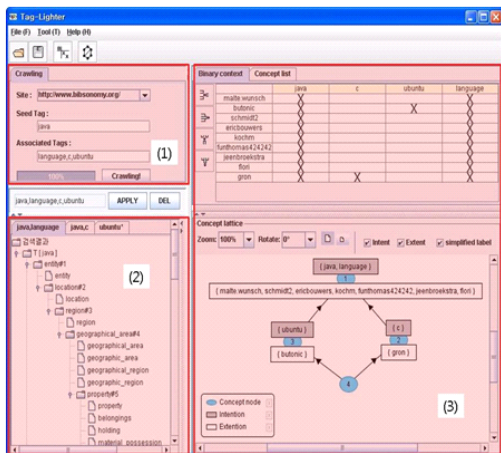 Tag-Lighter
File (F) Tool (T) Help (H)
Crawling
Site : http://www.bibsonomy.org/
Seed Tag :
java
Associated Tags :
language,c,ubuntu
100% Crawling!
(1)
java,language,c,ubuntu APPLY DEL
java,language java,c ubuntu*
검색결과
T {java}
entity#1
entity
location#2
location
region#3
region
geographical_area#4
geographical_area
geographic_area
geographical_region
geographic_region
property#5
property
belongings
holding
material_possession
(2)
Binary context Concept list
java c ubuntu language
malte.wunsch X X
butonic X X X
schmidt2 X X
ericbouwers X X
kochm X X
funthomas424242 X X
jeenbroekstra X X
flori X X
gron X X X
Concept lattice
Zoom: 100% Rotate: 0° Intent Extent simplified label
{ java, language }
1
{ malte.wunsch, schmidt2, ericbouwers, kochm, funthomas424242, jeenbroekstra, flori }
{ ubuntu } { c }
3 2
{ butonic } { gron }
4
Concept node
Intention
Extention
(3)